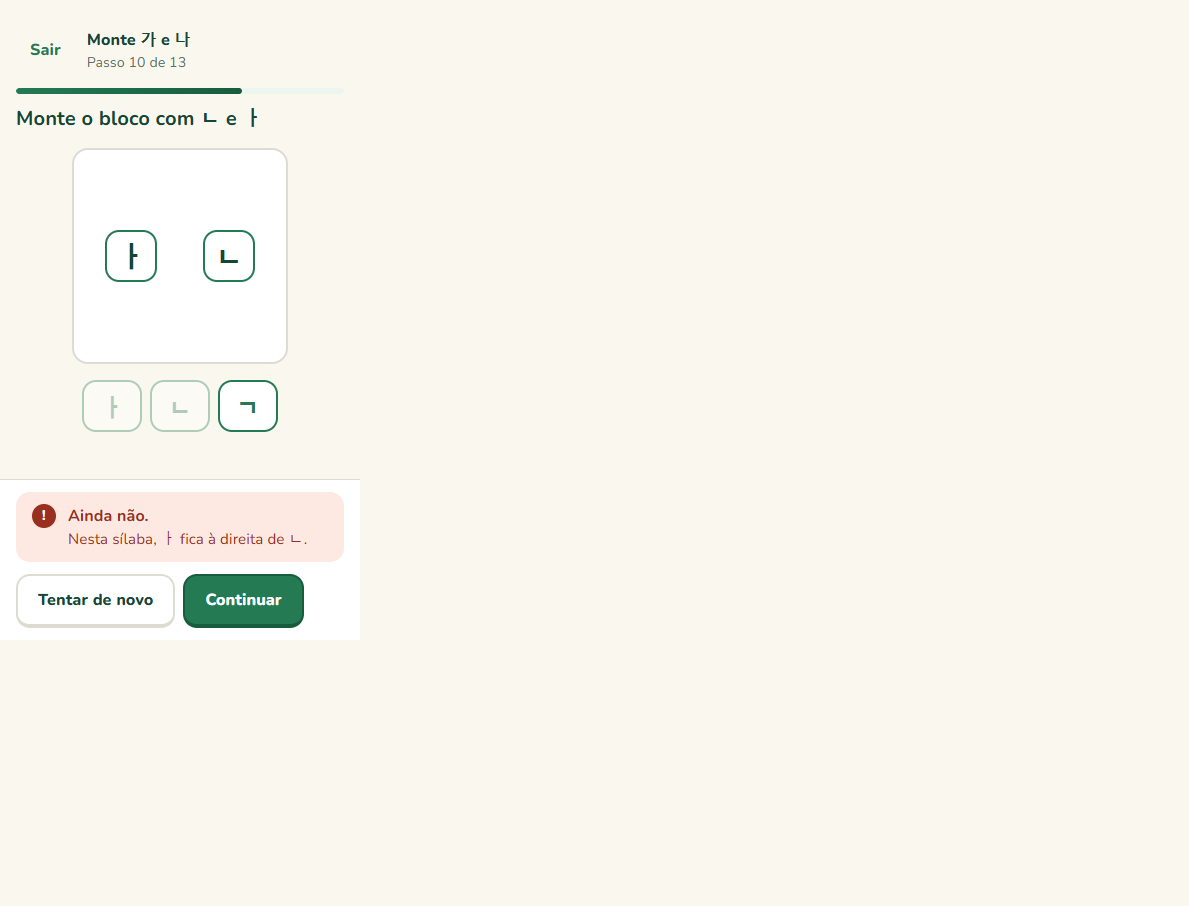 Sair
Monte 가 e 나
Passo 10 de 13
Monte o bloco com ㄴ e ㅏ
ㅏ ㄴ
ㅏ ㄴ ㄱ
! Ainda não.
Nesta sílaba, ㅏ fica à direita de ㄴ.
Tentar de novo Continuar